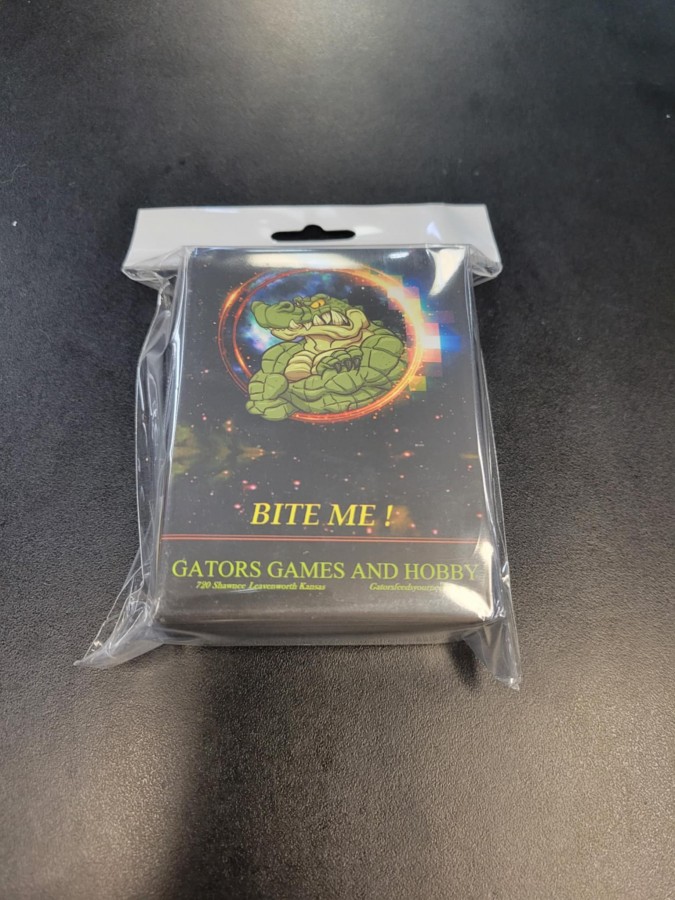 BITE ME !
GATORS GAMES AND HOBBY
720 Shawnee Leavenworth Kansas